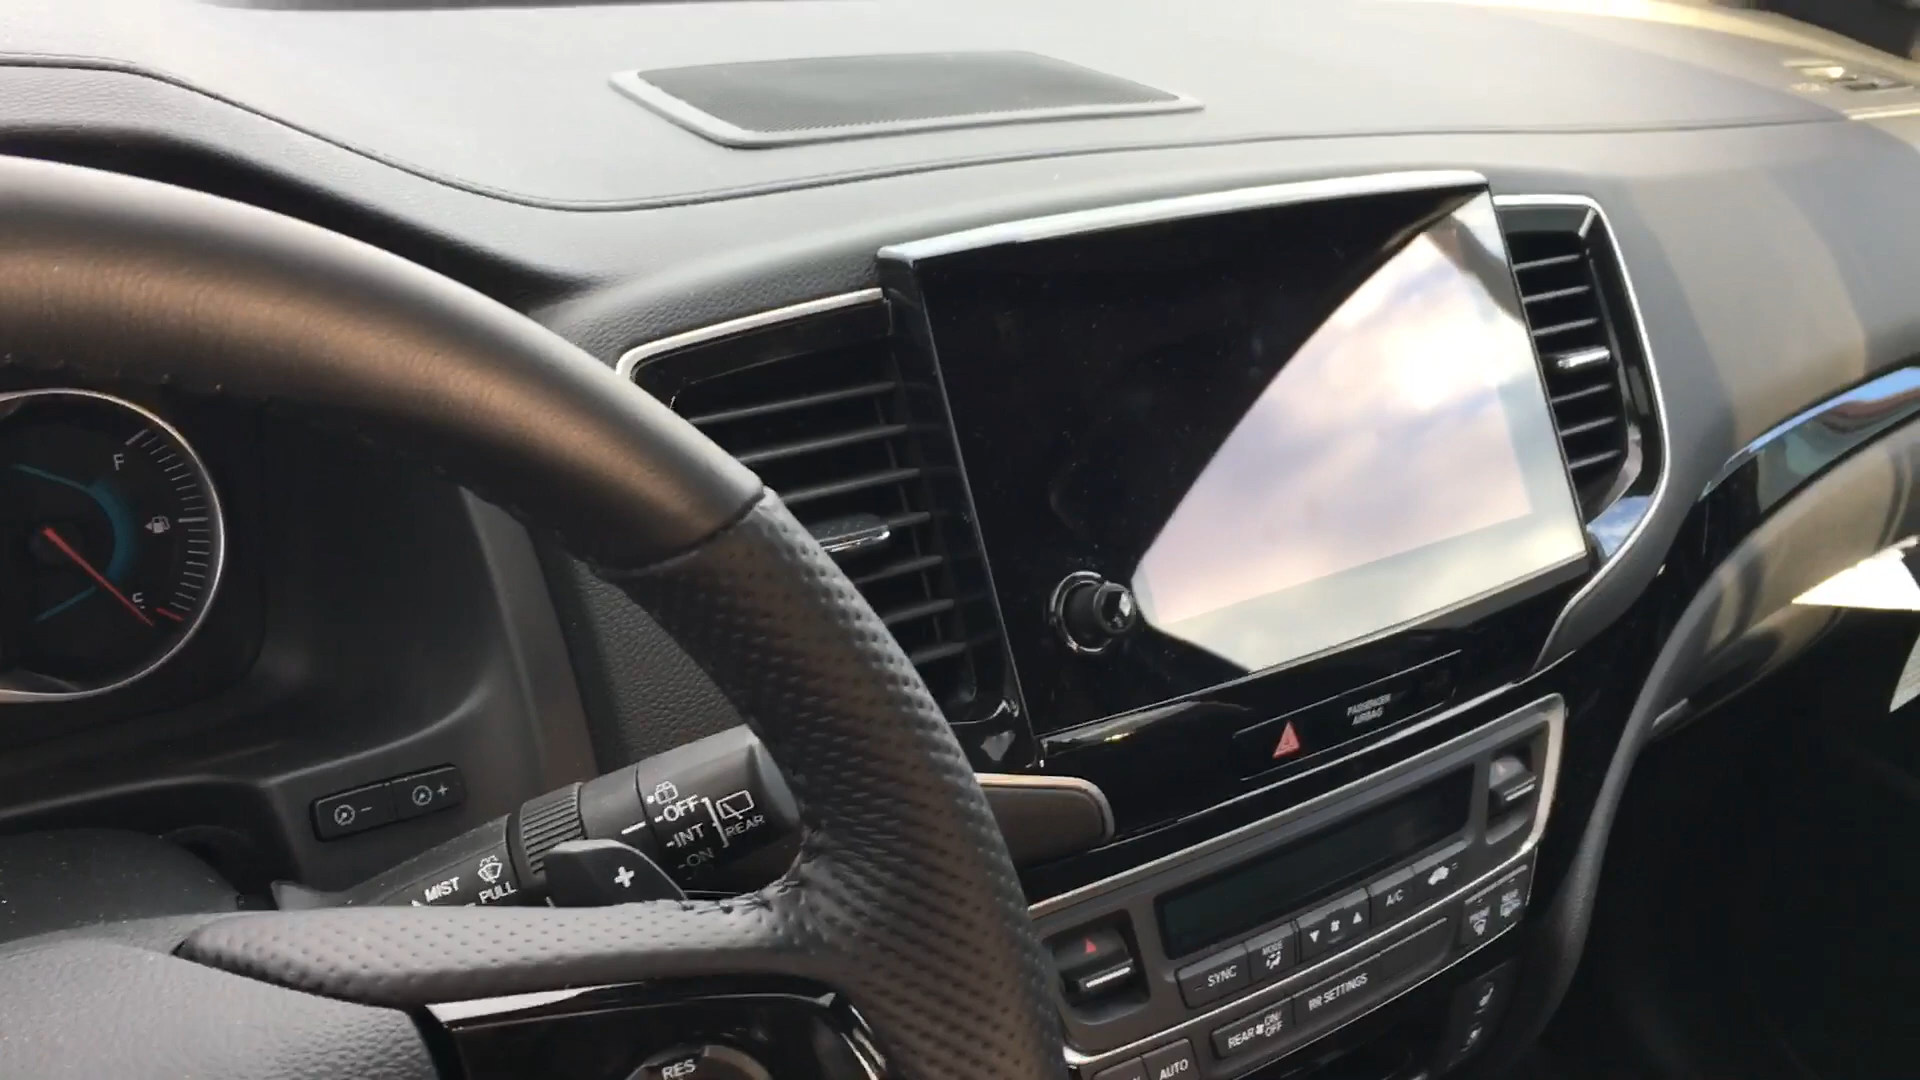 F
E
PASSENGER
AIRBAG
- +
OFF
INT
ON
REAR
MIST
PULL
+
A/C
SYNC
MODE
REAR
ON/
OFF
RR SETTINGS
AUTO
RES